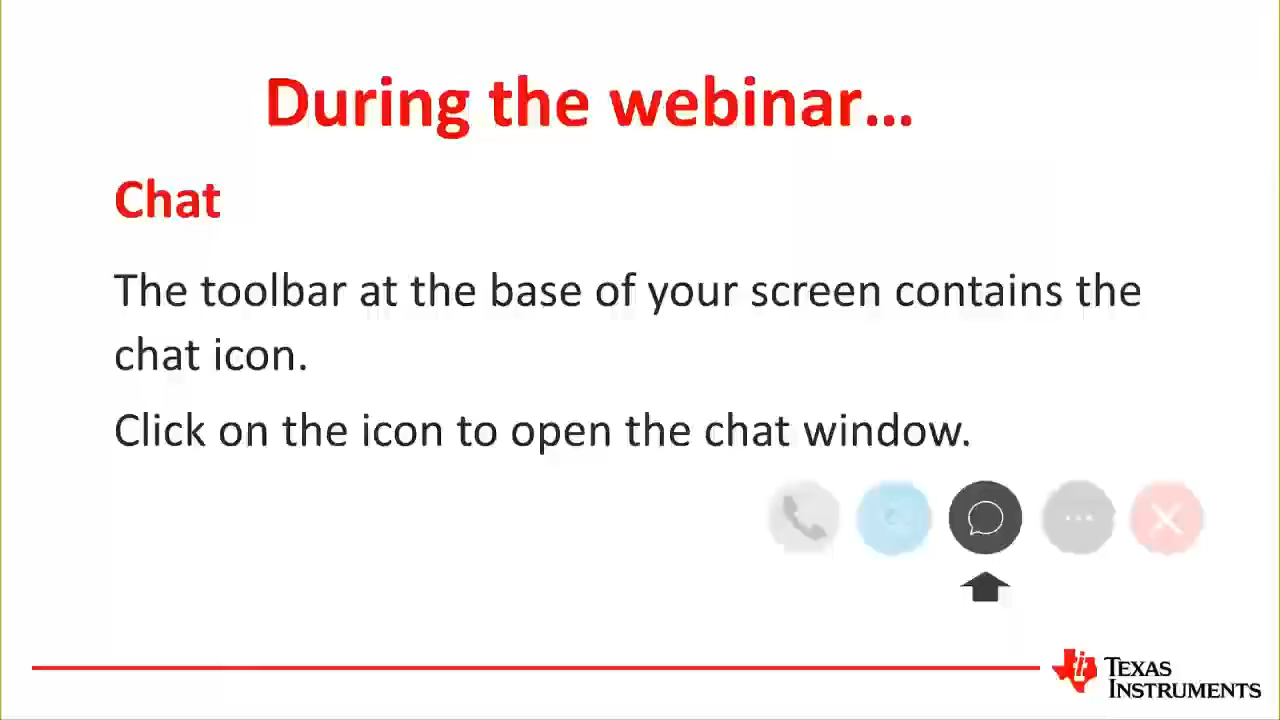 During the webinar...
Chat
The toolbar at the base of your screen contains the
chat icon.
Click on the icon to open the chat window.
TEXAS
INSTRUMENTS